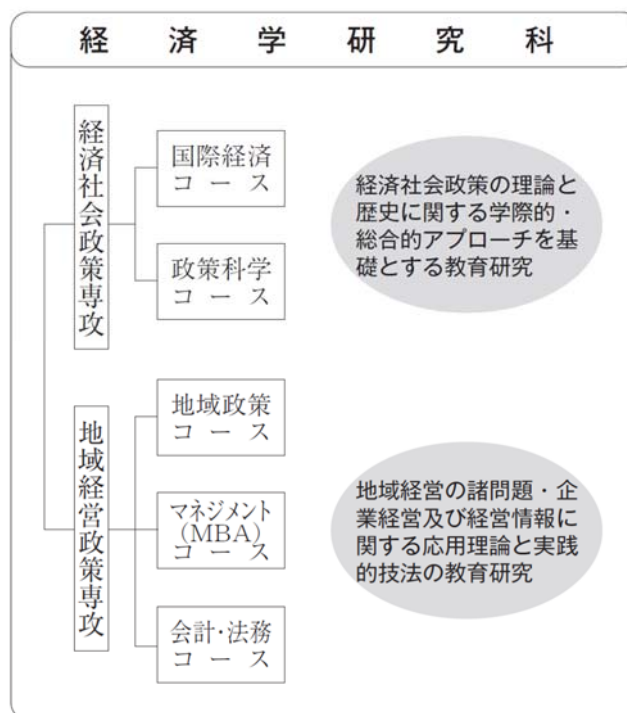 経済学研究科
経済社会政策専攻
国際経済
コース
政策科学
コース
経済社会政策の理論と
歴史に関する学際的・
総合的アプローチを基
礎とする教育研究
地域経営政策専攻
地域政策
コース
マネジメント
(MBA)
コース
会計・法務
コース
地域経営の諸問題・企
業経営及び経営情報に
関する応用理論と実践
的技法の教育研究